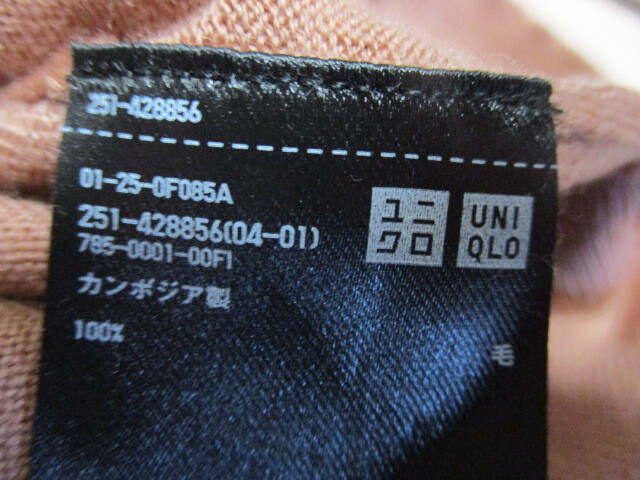 251-428856
01-25-0F085A
251-428856(04-01)
785-0001-00F1
カンボジア製
100% 毛
ユニ
クロ
UNI
QLO